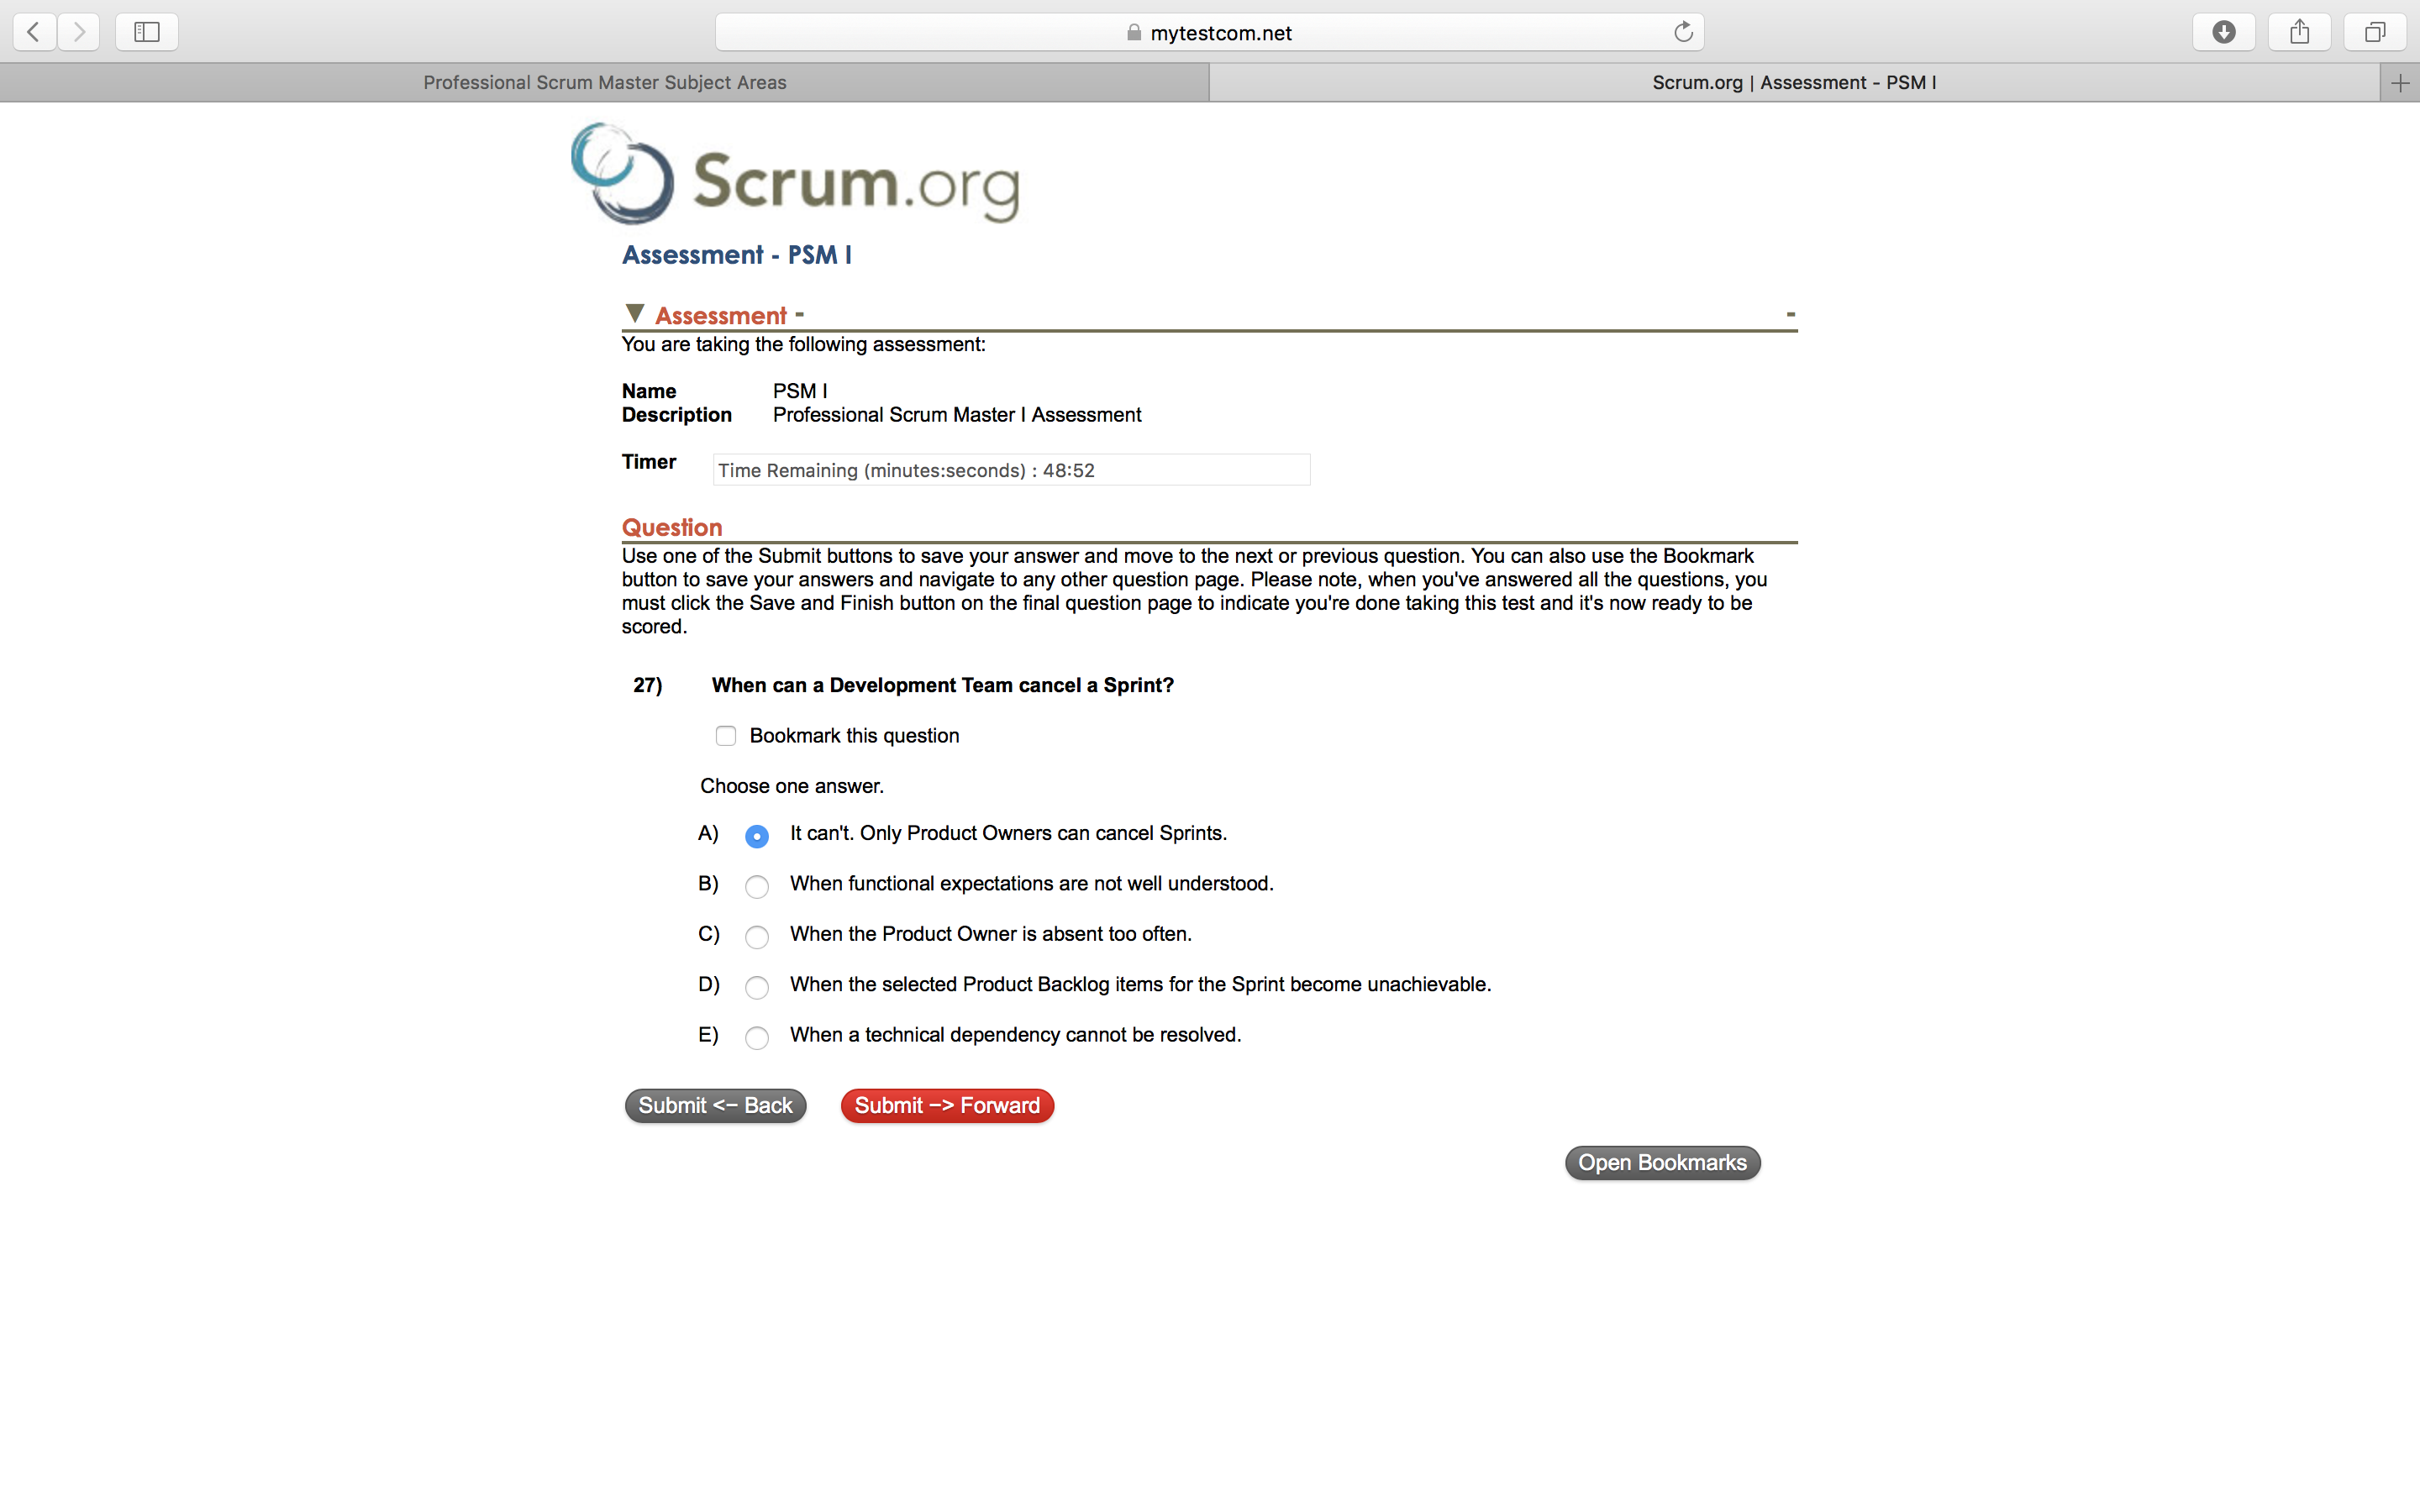 mytestcom.net
Professional Scrum Master Subject Areas
Scrum.org | Assessment - PSM I
Scrum.org
Assessment - PSM I
▼ Assessment - -
You are taking the following assessment:
Name PSM I
Description Professional Scrum Master I Assessment
Timer Time Remaining (minutes:seconds) : 48:52
Question
Use one of the Submit buttons to save your answer and move to the next or previous question. You can also use the Bookmark
button to save your answers and navigate to any other question page. Please note, when you've answered all the questions, you
must click the Save and Finish button on the final question page to indicate you're done taking this test and it's now ready to be
scored.
27) When can a Development Team cancel a Sprint?
Bookmark this question
Choose one answer.
A) It can't. Only Product Owners can cancel Sprints.
B) When functional expectations are not well understood.
C) When the Product Owner is absent too often.
D) When the selected Product Backlog items for the Sprint become unachievable.
E) When a technical dependency cannot be resolved.
Submit <− Back Submit −> Forward
Open Bookmarks